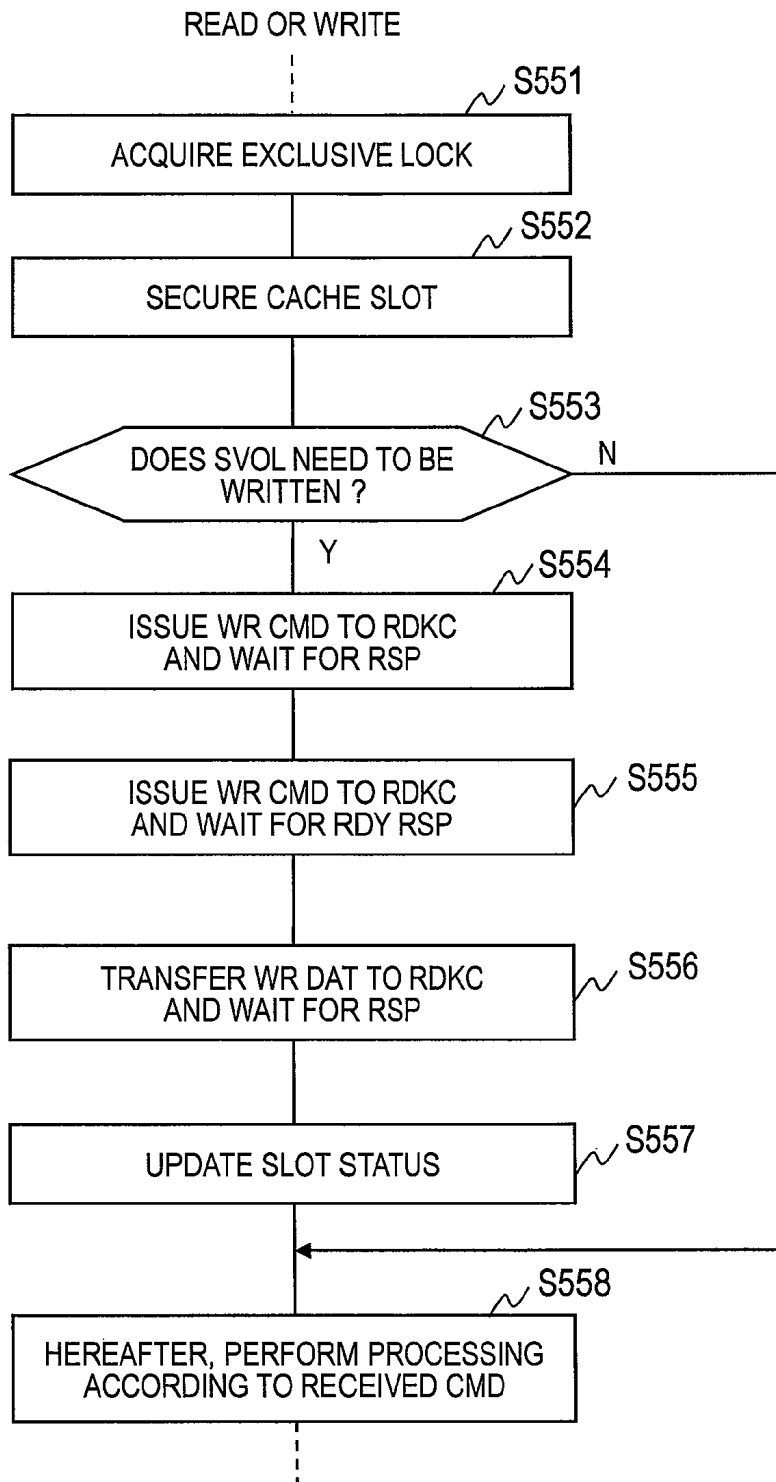 READ OR WRITE
S551
ACQUIRE EXCLUSIVE LOCK
S552
SECURE CACHE SLOT
S553
DOES SVOL NEED TO BE
WRITTEN ?
N
Y
S554
ISSUE WR CMD TO RDKC
AND WAIT FOR RSP
S555
ISSUE WR CMD TO RDKC
AND WAIT FOR RDY RSP
S556
TRANSFER WR DAT TO RDKC
AND WAIT FOR RSP
S557
UPDATE SLOT STATUS
S558
HEREAFTER, PERFORM PROCESSING
ACCORDING TO RECEIVED CMD